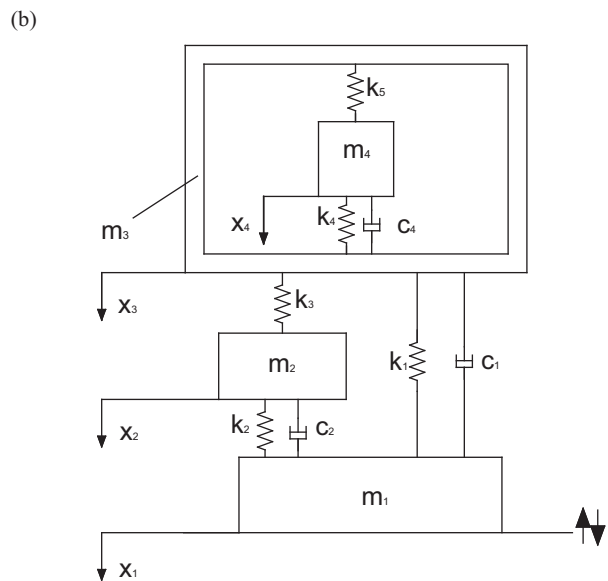 (b)
k₅
m₄
x₄
k₄
c₄
m₃
x₃
k₃
m₂
k₁
c₁
x₂
k₂
c₂
m₁
x₁